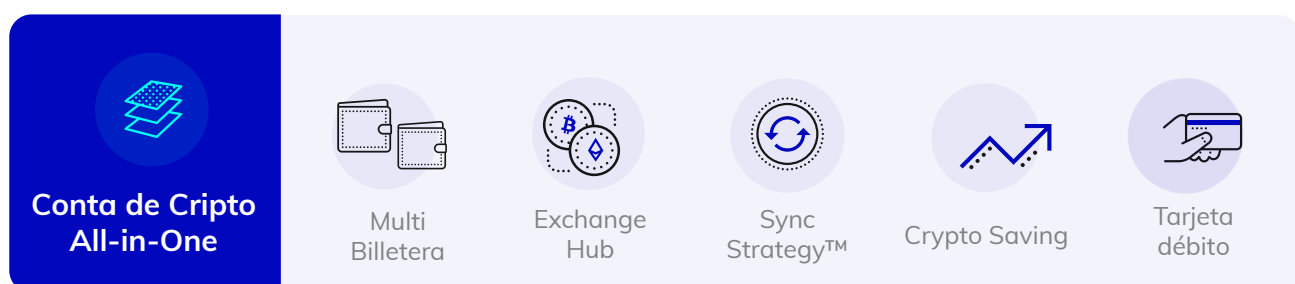 Conta de Cripto
All-in-One
Multi
Billetera
Exchange
Hub
Sync
Strategy™
Crypto Saving
Tarjeta
débito